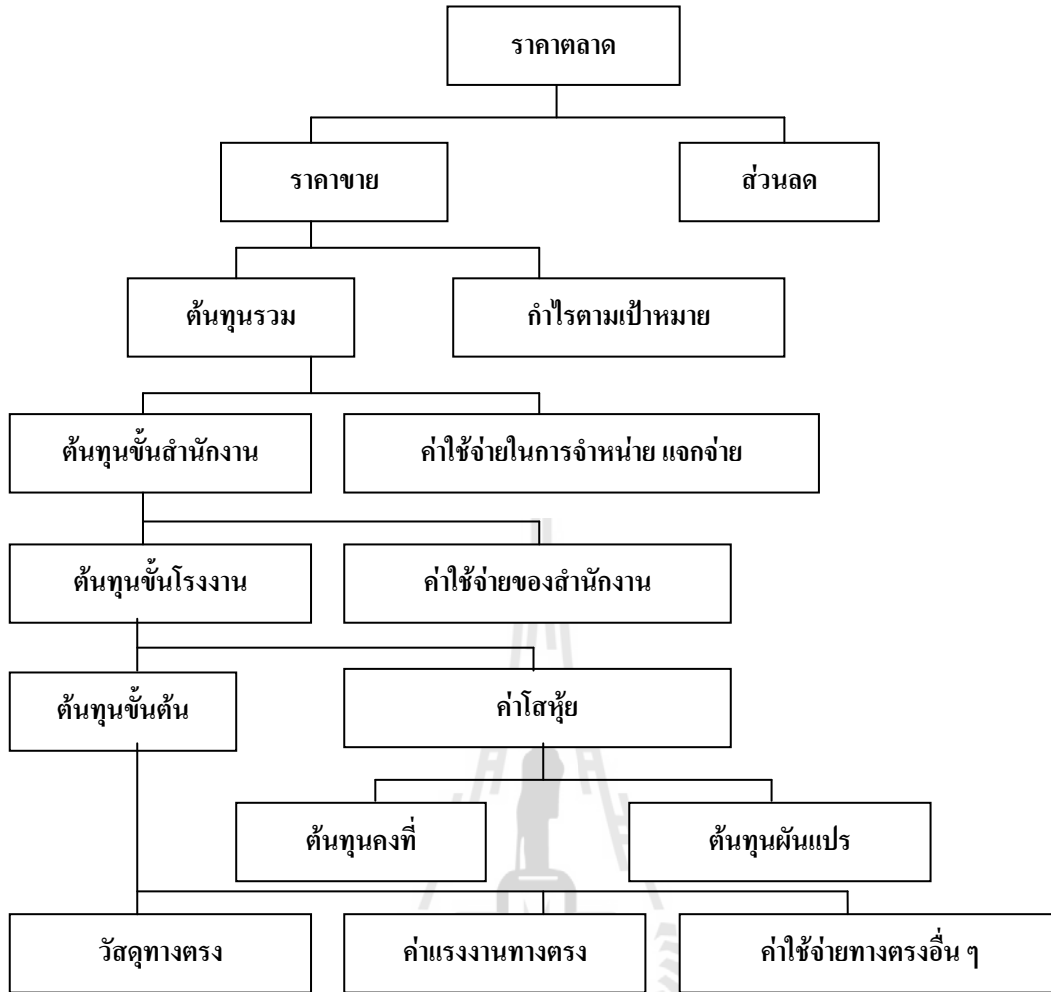 ราคาตลาด
ราคาขาย
ส่วนลด
ต้นทุนรวม
กำไรตามเป้าหมาย
ต้นทุนขั้นสำนักงาน
ค่าใช้จ่ายในการจำหน่าย แจกจ่าย
ต้นทุนขั้นโรงงาน
ค่าใช้จ่ายของสำนักงาน
ต้นทุนขั้นต้น
ค่าโสหุ้ย
ต้นทุนคงที่
ต้นทุนผันแปร
วัสดุทางตรง
ค่าแรงงานทางตรง
ค่าใช้จ่ายทางตรงอื่น ๆ